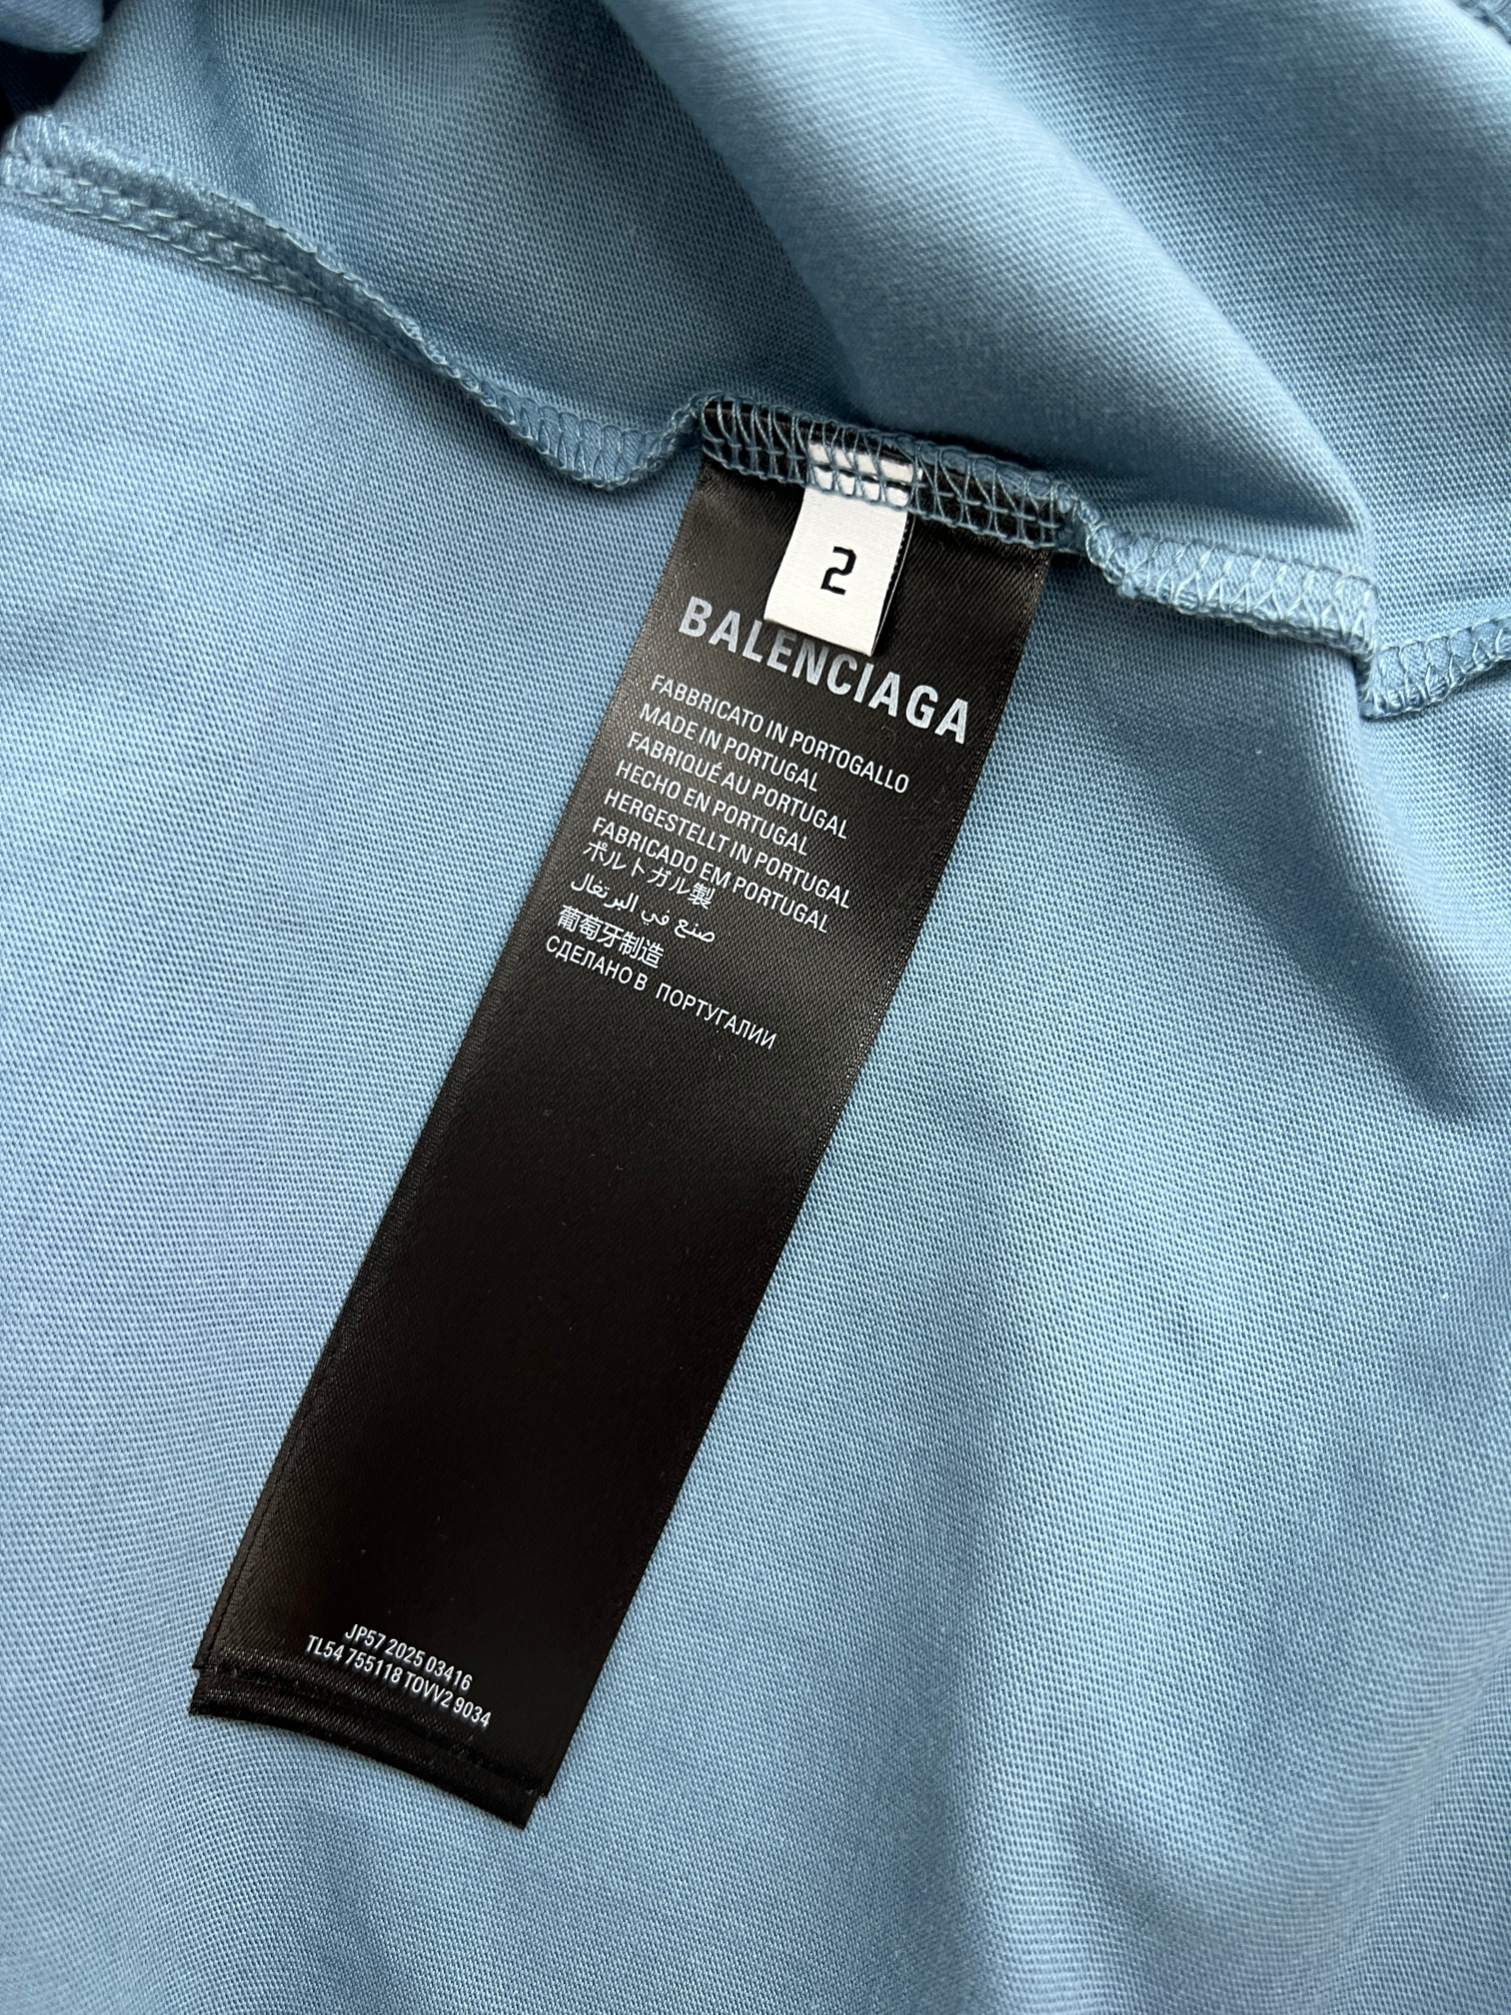 2
BALENCIAGA
FABBRICATO IN PORTOGALLO
MADE IN PORTUGAL
FABRIQUÉ AU PORTUGAL
HECHO EN PORTUGAL
HERGESTELLT IN PORTUGAL
FABRICADO EM PORTUGAL
ポルトガル製
صنع في البرتغال
葡萄牙制造
СДЕЛАНО В ПОРТУГАЛИИ
JP57 2025 03416
TL54 755118 TOVV2 9034